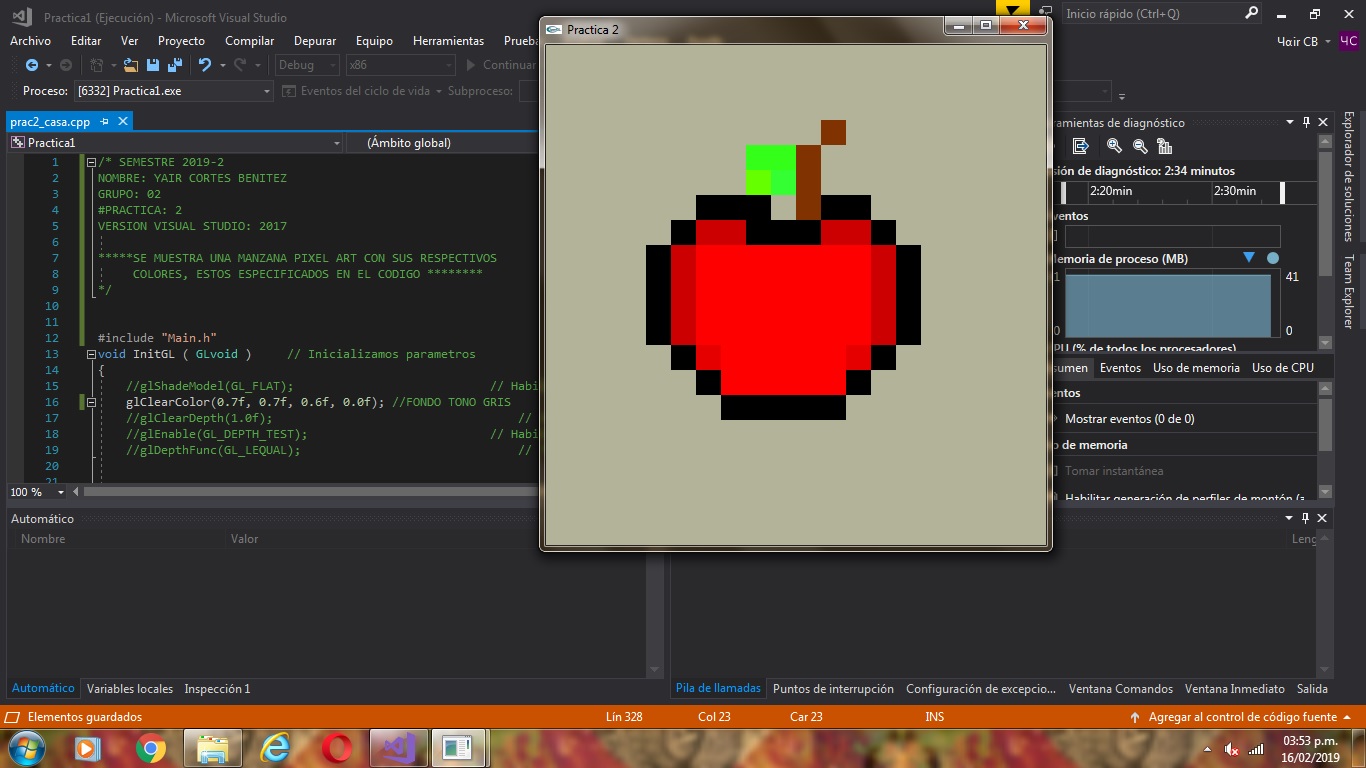 Practica1 (Ejecución) - Microsoft Visual Studio
Inicio rápido (Ctrl+Q)
Archivo Editar Ver Proyecto Compilar Depurar Equipo Herramientas
Чαir CB ЧC
Debug x86 Continuar
Proceso: [6332] Practica1.exe Eventos del ciclo de vida Subproceso:
prac2_casa.cpp
Practica1 (Ámbito global)
1 /* SEMESTRE 2019-2
2 NOMBRE: YAIR CORTES BENITEZ
3 GRUPO: 02
4 #PRACTICA: 2
5 VERSION VISUAL STUDIO: 2017
6
7 *****SE MUESTRA UNA MANZANA PIXEL ART CON SUS RESPECTIVOS
8 COLORES, ESTOS ESPECIFICADOS EN EL CODIGO ********
9 */
10
11
12 #include "Main.h"
13 void InitGL ( GLvoid ) // Inicializamos parametros
14 {
15 //glShadeModel(GL_FLAT); // Habi
16 glClearColor(0.7f, 0.7f, 0.6f, 0.0f); //FONDO TONO GRIS
17 //glClearDepth(1.0f); //
18 //glEnable(GL_DEPTH_TEST); // Habi
19 //glDepthFunc(GL_LEQUAL); //
20
21
100 %
Practica 2
ramientas de diagnóstico
sión de diagnóstico: 2:34 minutos
2:20min 2:30min
ventos
lemoria de proceso (MB)
41
0 0
CPU (% de todos los procesadores)
sumen Eventos Uso de memoria Uso de CPU
entos
Mostrar eventos (0 de 0)
o de memoria
Tomar instantánea
Habilitar generación de perfiles de montón (a
Explorador de soluciones
Team Explorer
Automático
Nombre Valor
Leng
Automático Variables locales Inspección 1
Pila de llamadas Puntos de interrupción Configuración de excepcio... Ventana Comandos Ventana Inmediato Salida
Elementos guardados Lín 328 Col 23 Car 23 INS Agregar al control de código fuente
03:53 p.m.
16/02/2019